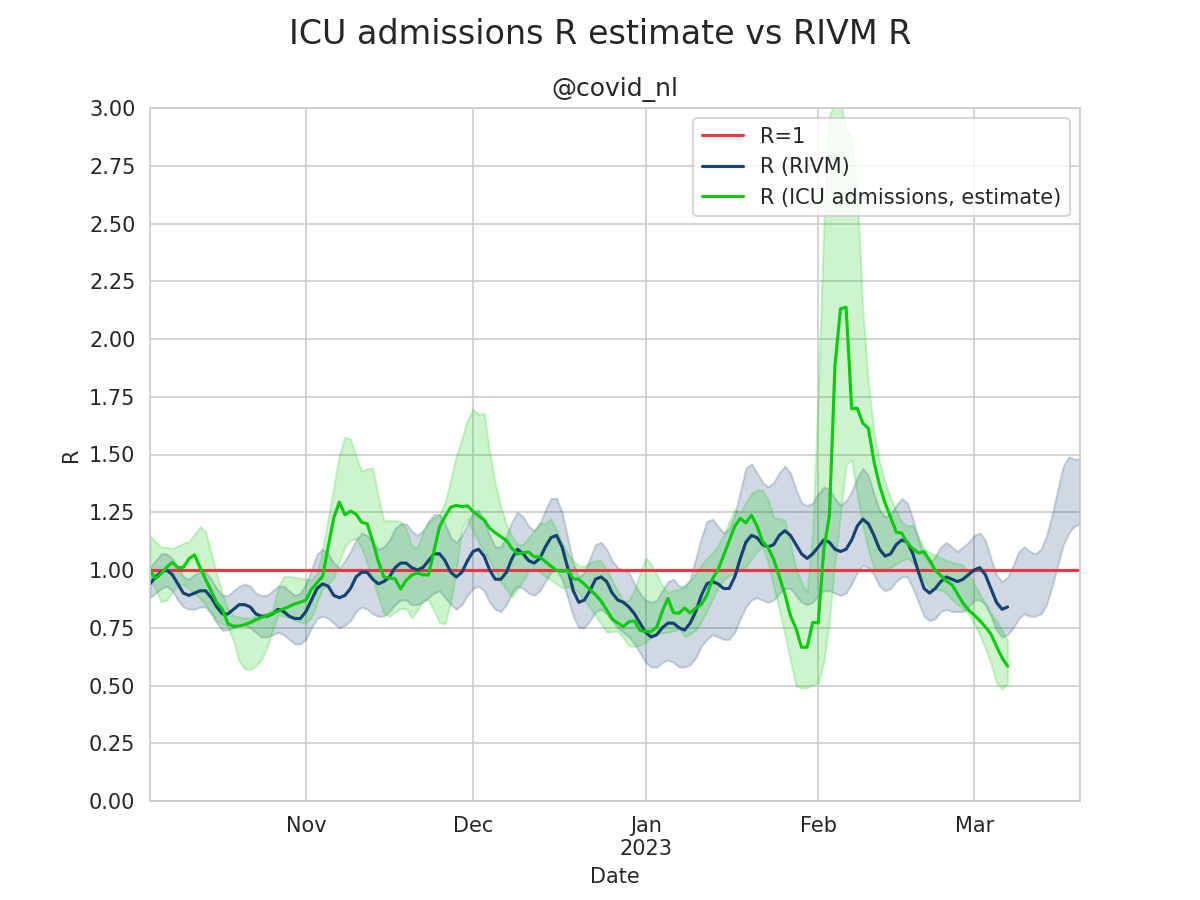 ICU admissions R estimate vs RIVM R
@covid_nl
3.00
2.75
2.50
2.25
2.00
1.75
1.50
1.25
1.00
0.75
0.50
0.25
0.00
R
R=1
R (RIVM)
R (ICU admissions, estimate)
Nov Dec Jan Feb Mar
2023
Date